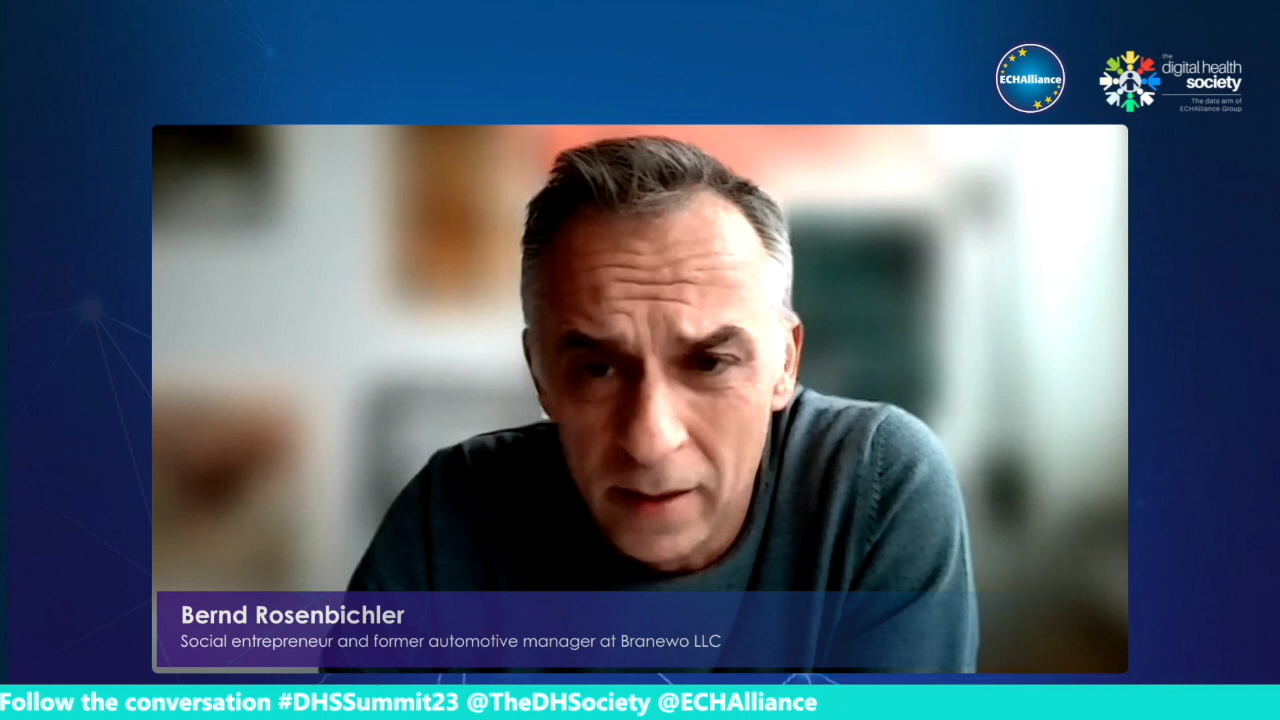 ECHAlliance
the
digital health
society
The data arm of
ECHAlliance Group
Bernd Rosenbichler
Social entrepreneur and former automotive manager at Branewo LLC
Follow the conversation #DHSSummit23 @TheDHSociety @ECHAlliance